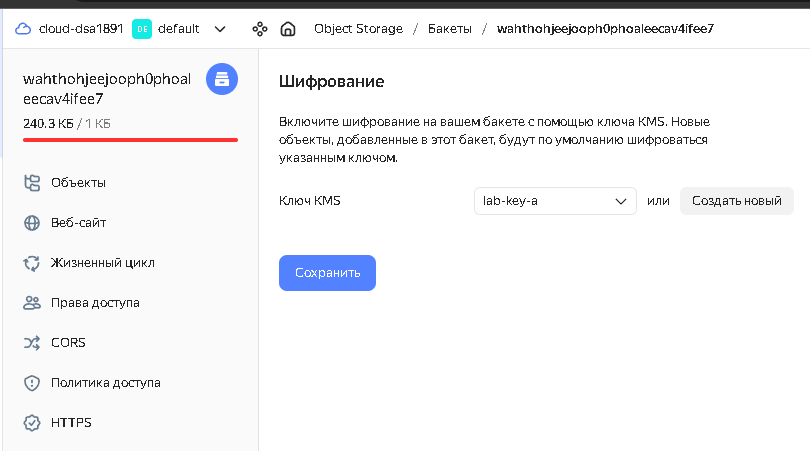 cloud-dsa1891 DE default Object Storage / Бакеты / wahthohjeejooph0phoaleecav4ifee7
wahthohjeejooph0phoal
eecav4ifee7
240.3 КБ / 1 КБ
Объекты
Веб-сайт
Жизненный цикл
Права доступа
CORS
Политика доступа
HTTPS
Шифрование
Включите шифрование на вашем бакете с помощью ключа KMS. Новые
объекты, добавленные в этот бакет, будут по умолчанию шифроваться
указанным ключом.
Ключ KMS lab-key-a или Создать новый
Сохранить